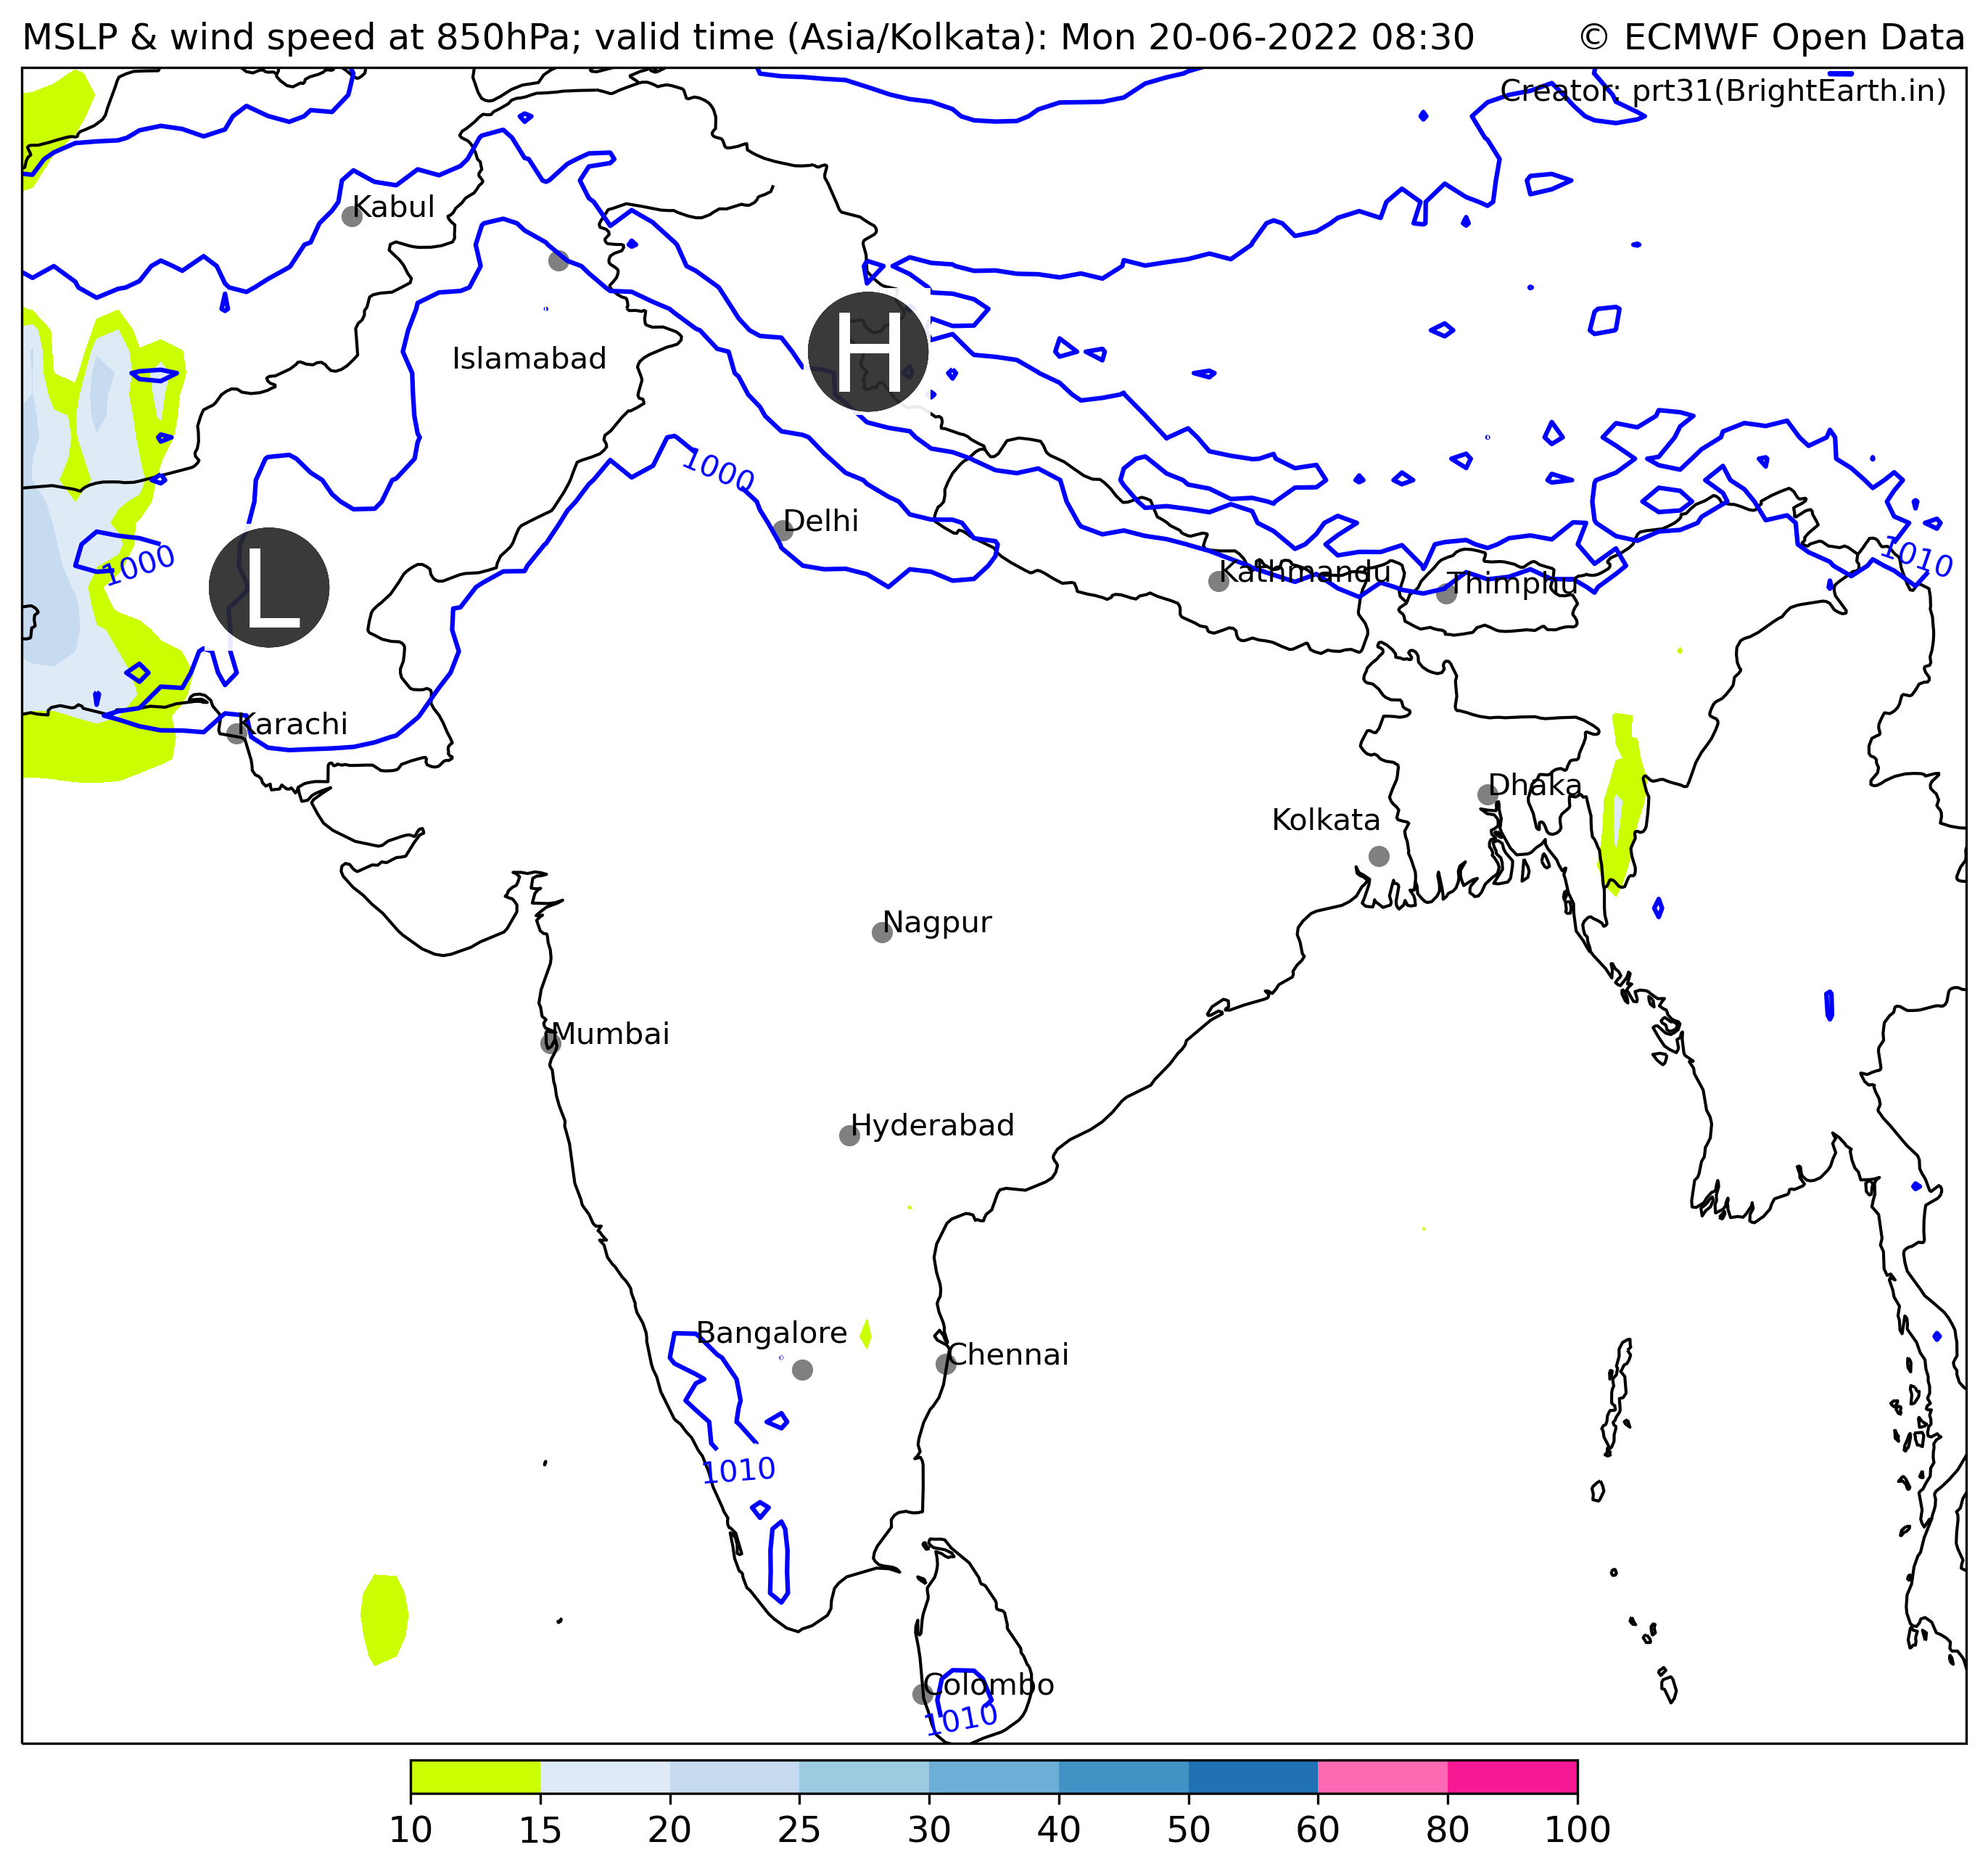 MSLP & wind speed at 850hPa; valid time (Asia/Kolkata): Mon 20-06-2022 08:30
© ECMWF Open Data
Creator: prt31(BrightEarth.in)
Kabul
H
Islamabad
1000
Delhi
1000
L
1010
Kathmandu
Thimphu
Karachi
Dhaka
Kolkata
Nagpur
Mumbai
Hyderabad
Bangalore
Chennai
1010
Colombo
1010
10 15 20 25 30 40 50 60 80 100